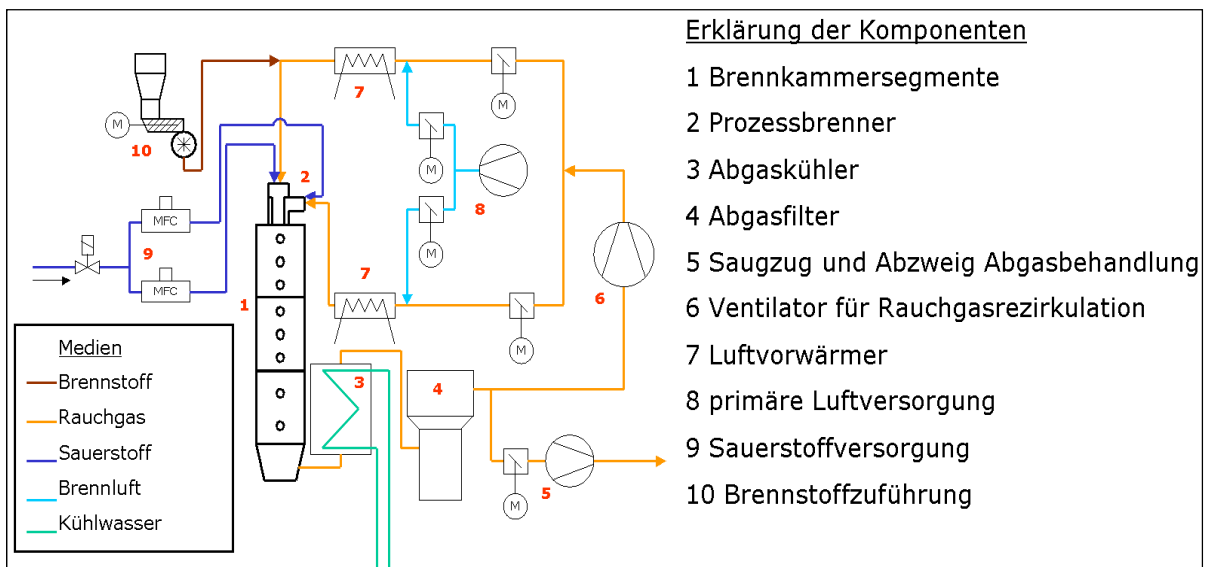 Erklärung der Komponenten
1 Brennkammersegmente
2 Prozessbrenner
3 Abgaskühler
4 Abgasfilter
5 Saugzug und Abzweig Abgasbehandlung
6 Ventilator für Rauchgasrezirkulation
7 Luftvorwärmer
8 primäre Luftversorgung
9 Sauerstoffversorgung
10 Brennstoffzuführung
7
M
M
10
M
2
8
MFC
M
9
7
6
MFC
1
M
3
4
5
M
Medien
Brennstoff
Rauchgas
Sauerstoff
Brennluft
Kühlwasser